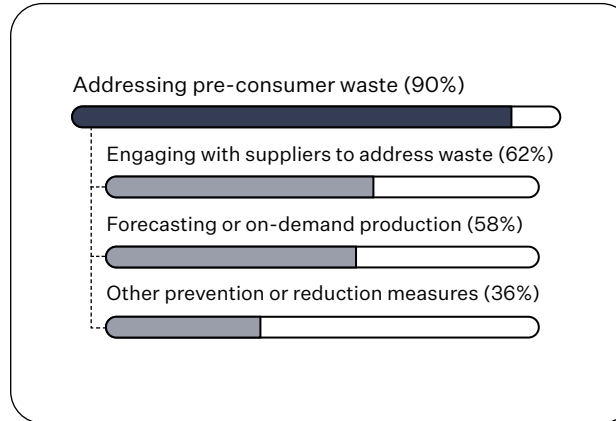 Addressing pre-consumer waste (90%)
Engaging with suppliers to address waste (62%)
Forecasting or on-demand production (58%)
Other prevention or reduction measures (36%)